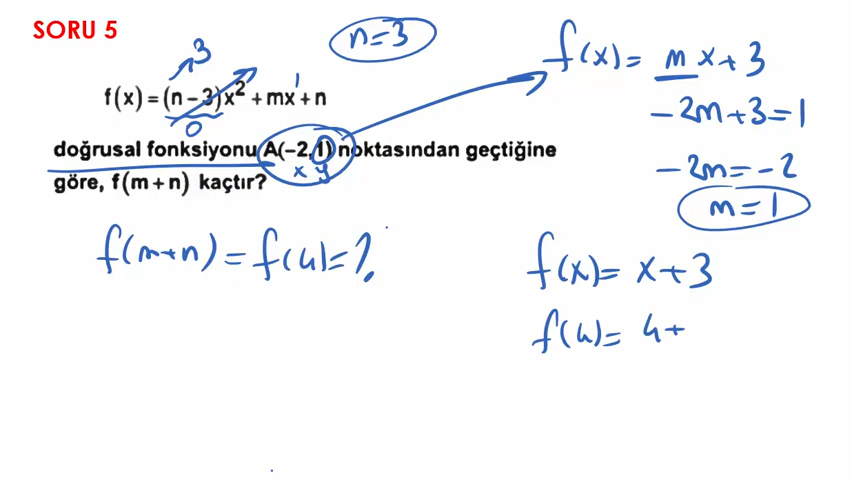 SORU 5
n=3
3
f(x) = (n – 3)x² + mx¹ + n
0
doğrusal fonksiyonu A(–2,1) noktasından geçtiğine
x y
göre, f(m+n) kaçtır?
f(x) = mx+3
-2m+3=1
-2m=-2
m=1
f(m+n) = f(4)=?
f(x)= x+3
f(4)= 4+